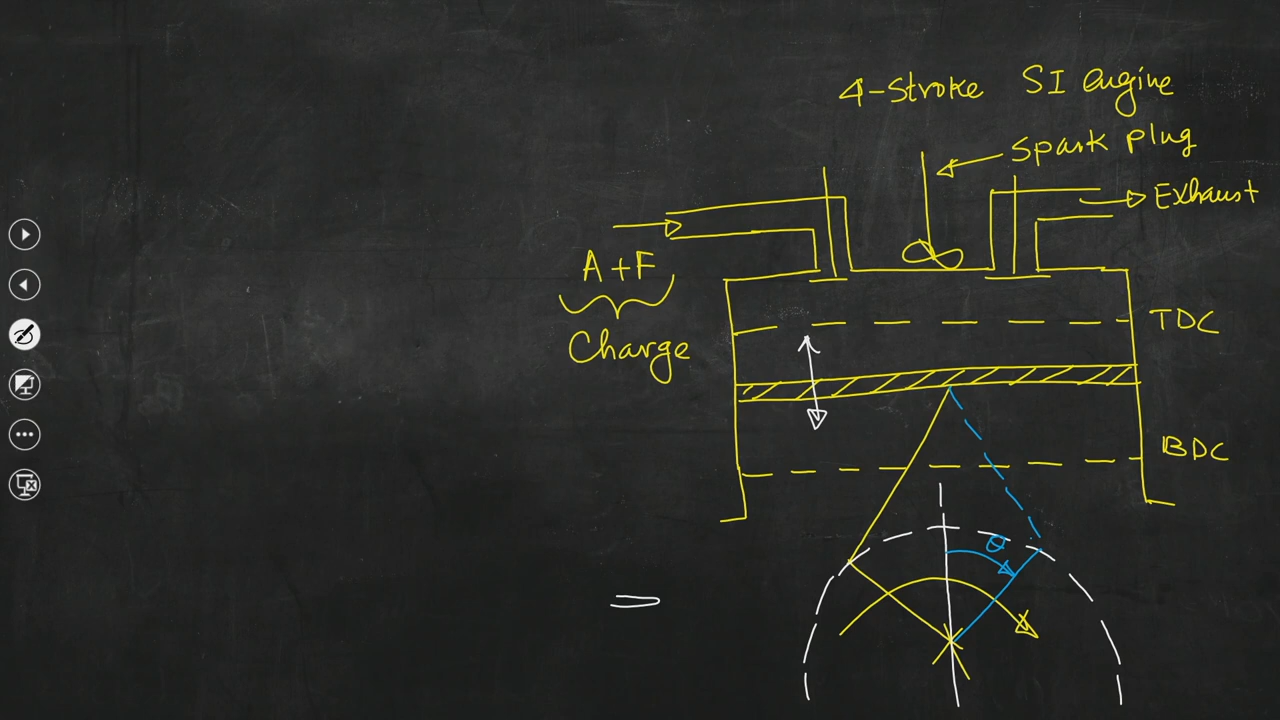 4-Stroke SI engine
Spark plug
Exhaust
A+F
Charge
TDC
BDC
θ
=